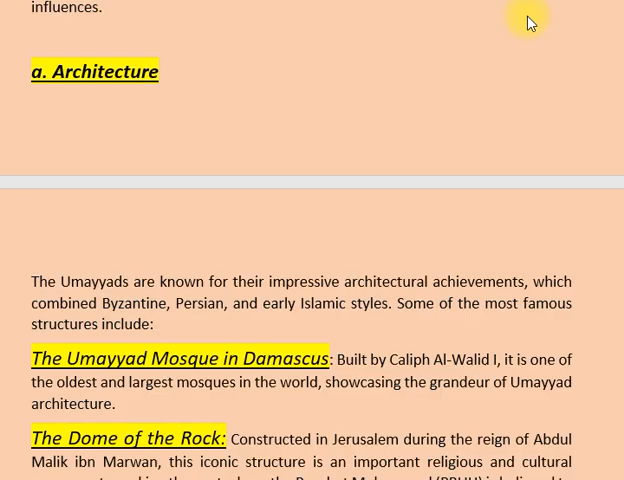 influences.
a. Architecture
The Umayyads are known for their impressive architectural achievements, which
combined Byzantine, Persian, and early Islamic styles. Some of the most famous
structures include:
The Umayyad Mosque in Damascus: Built by Caliph Al-Walid I, it is one of
the oldest and largest mosques in the world, showcasing the grandeur of Umayyad
architecture.
The Dome of the Rock: Constructed in Jerusalem during the reign of Abdul
Malik ibn Marwan, this iconic structure is an important religious and cultural